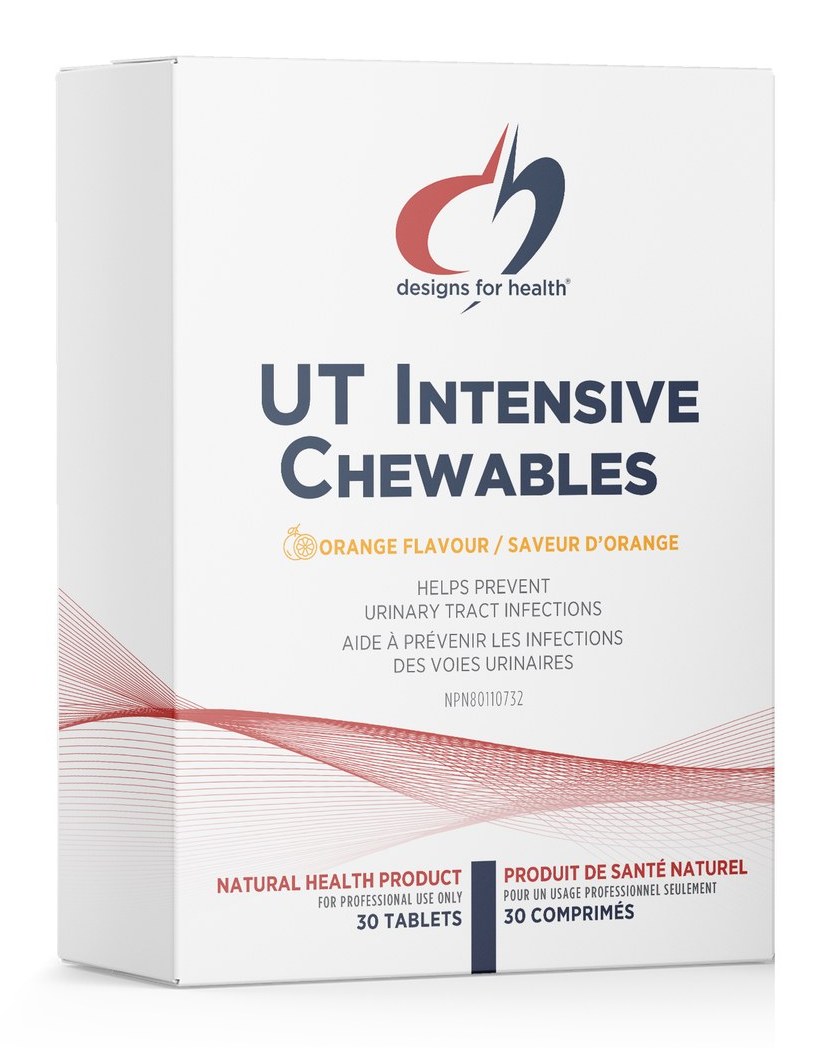 designs for health®
UT INTENSIVE
CHEWABLES
ORANGE FLAVOUR / SAVEUR D'ORANGE
HELPS PREVENT
URINARY TRACT INFECTIONS
AIDE À PRÉVENIR LES INFECTIONS
DES VOIES URINAIRES
NPN80110732
NATURAL HEALTH PRODUCT
FOR PROFESSIONAL USE ONLY
30 TABLETS
PRODUIT DE SANTÉ NATUREL
POUR UN USAGE PROFESSIONNEL SEULEMENT
30 COMPRIMÉS